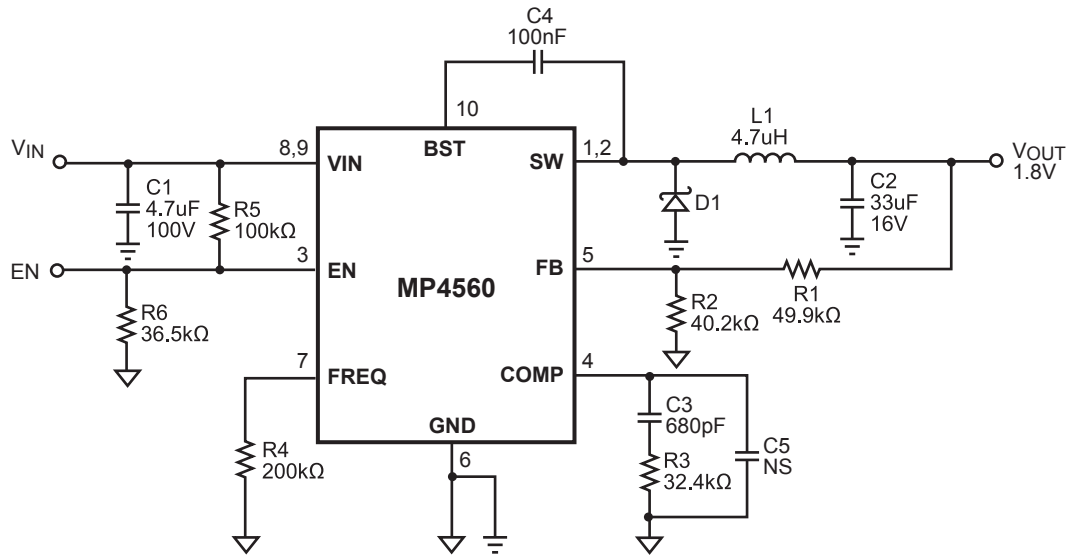 C4
100nF
10
L1
4.7uH
VIN
8,9
VIN
BST
SW
1,2
VOUT
1.8V
C1
4.7uF
100V
R5
100kΩ
D1
C2
33uF
16V
EN
3
EN
MP4560
FB
5
R1
49.9kΩ
R6
36.5kΩ
R2
40.2kΩ
7
FREQ
COMP
4
GND
6
R4
200kΩ
C3
680pF
R3
32.4kΩ
C5
NS